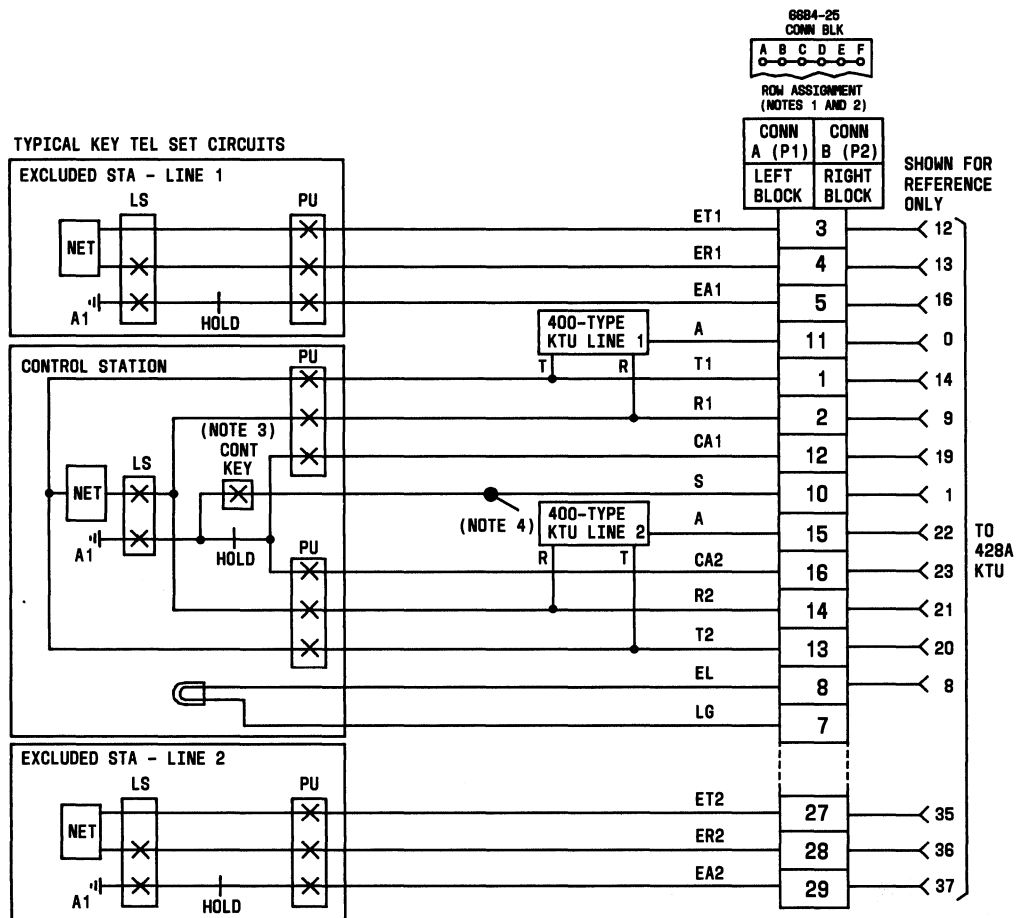 66B4-25
CONN BLK
A B C D E F
ROW ASSIGNMENT
(NOTES 1 AND 2)
CONN A (P1)
CONN B (P2)
LEFT BLOCK
RIGHT BLOCK
SHOWN FOR
REFERENCE
ONLY
TYPICAL KEY TEL SET CIRCUITS
EXCLUDED STA - LINE 1
LS
PU
NET
A1
HOLD
ET1 3 12
ER1 4 13
EA1 5 16
400-TYPE
KTU LINE 1
T R
A 11 0
CONTROL STATION
PU
T1 1 14
R1 2 9
(NOTE 3)
CONT
KEY
CA1 12 19
LS
NET
S 10 1
(NOTE 4)
400-TYPE
KTU LINE 2
R T
A 15 22
A1
HOLD
PU
CA2 16 23
R2 14 21
T2 13 20
EL 8 8
LG 7
TO
428A
KTU
EXCLUDED STA - LINE 2
LS
PU
NET
A1
HOLD
ET2 27 35
ER2 28 36
EA2 29 37